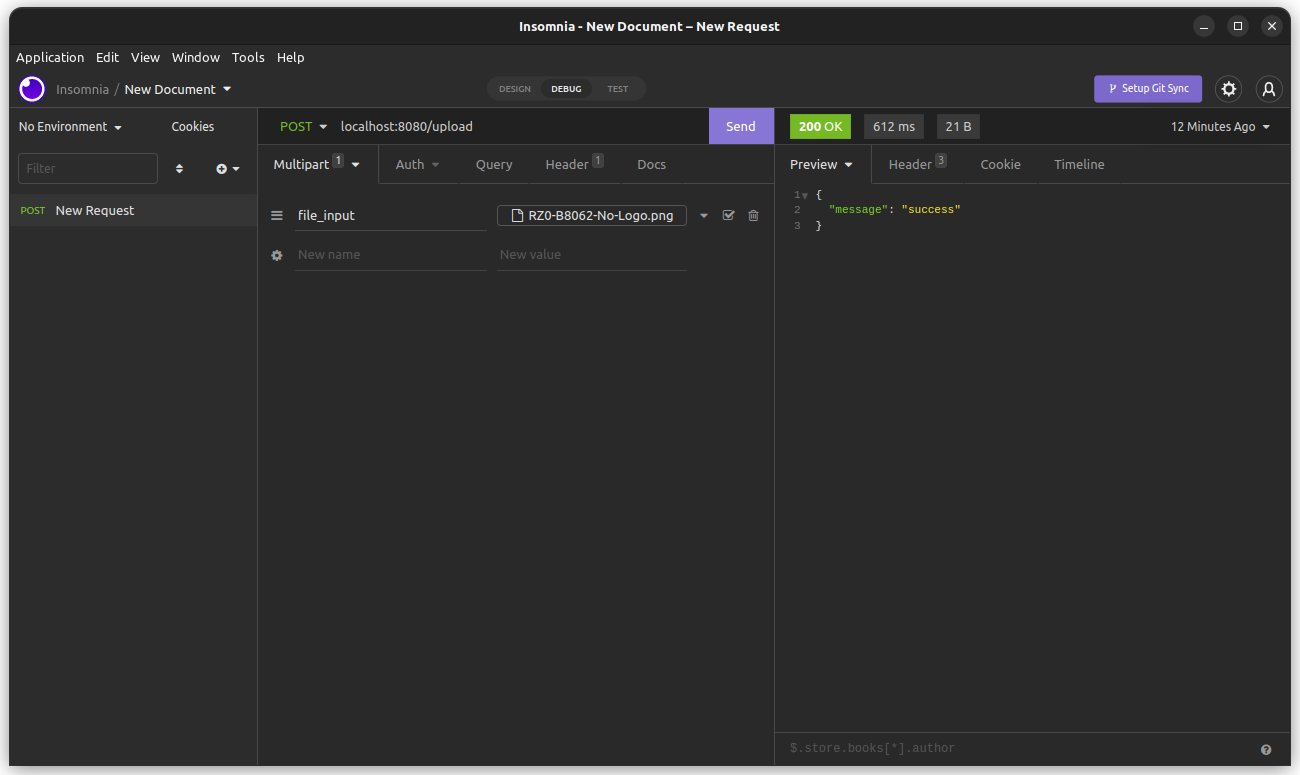 Insomnia - New Document – New Request
Application Edit View Window Tools Help
Insomnia / New Document
DESIGN DEBUG TEST
Setup Git Sync
No Environment Cookies
POST localhost:8080/upload Send
200 OK 612 ms 21 B 12 Minutes Ago
Filter
Multipart 1 Auth Query Header 1 Docs
Preview Header 3 Cookie Timeline
POST New Request
file_input RZ0-B8062-No-Logo.png
New name New value
1 {
2 "message": "success"
3 }
$.store.books[*].author